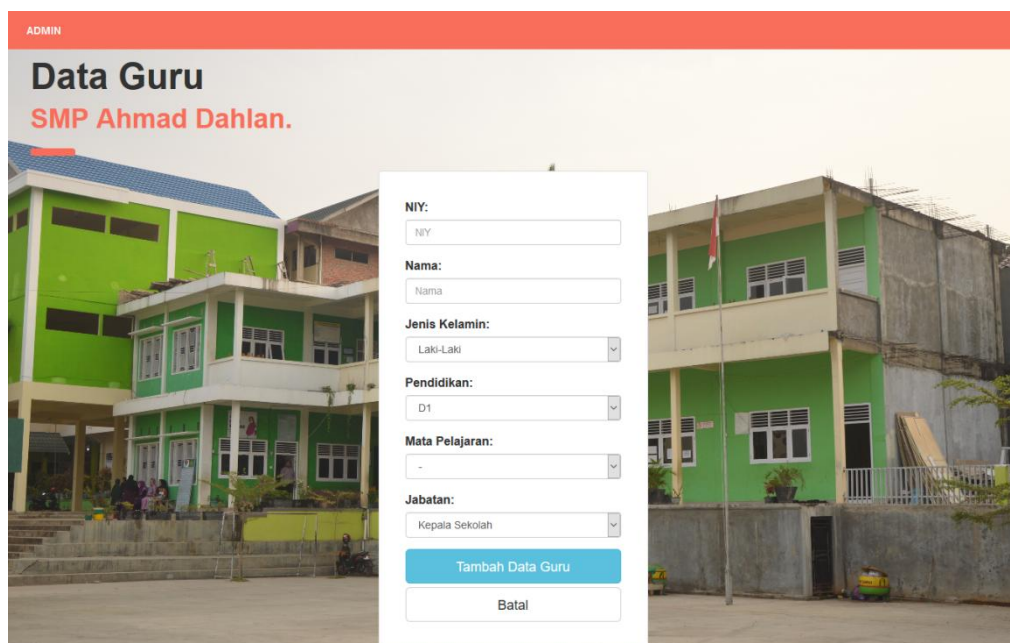 ADMIN
Data Guru
SMP Ahmad Dahlan.
NIY:
NIY
Nama:
Nama
Jenis Kelamin:
Laki-Laki
Pendidikan:
D1
Mata Pelajaran:
-
Jabatan:
Kepala Sekolah
Tambah Data Guru
Batal